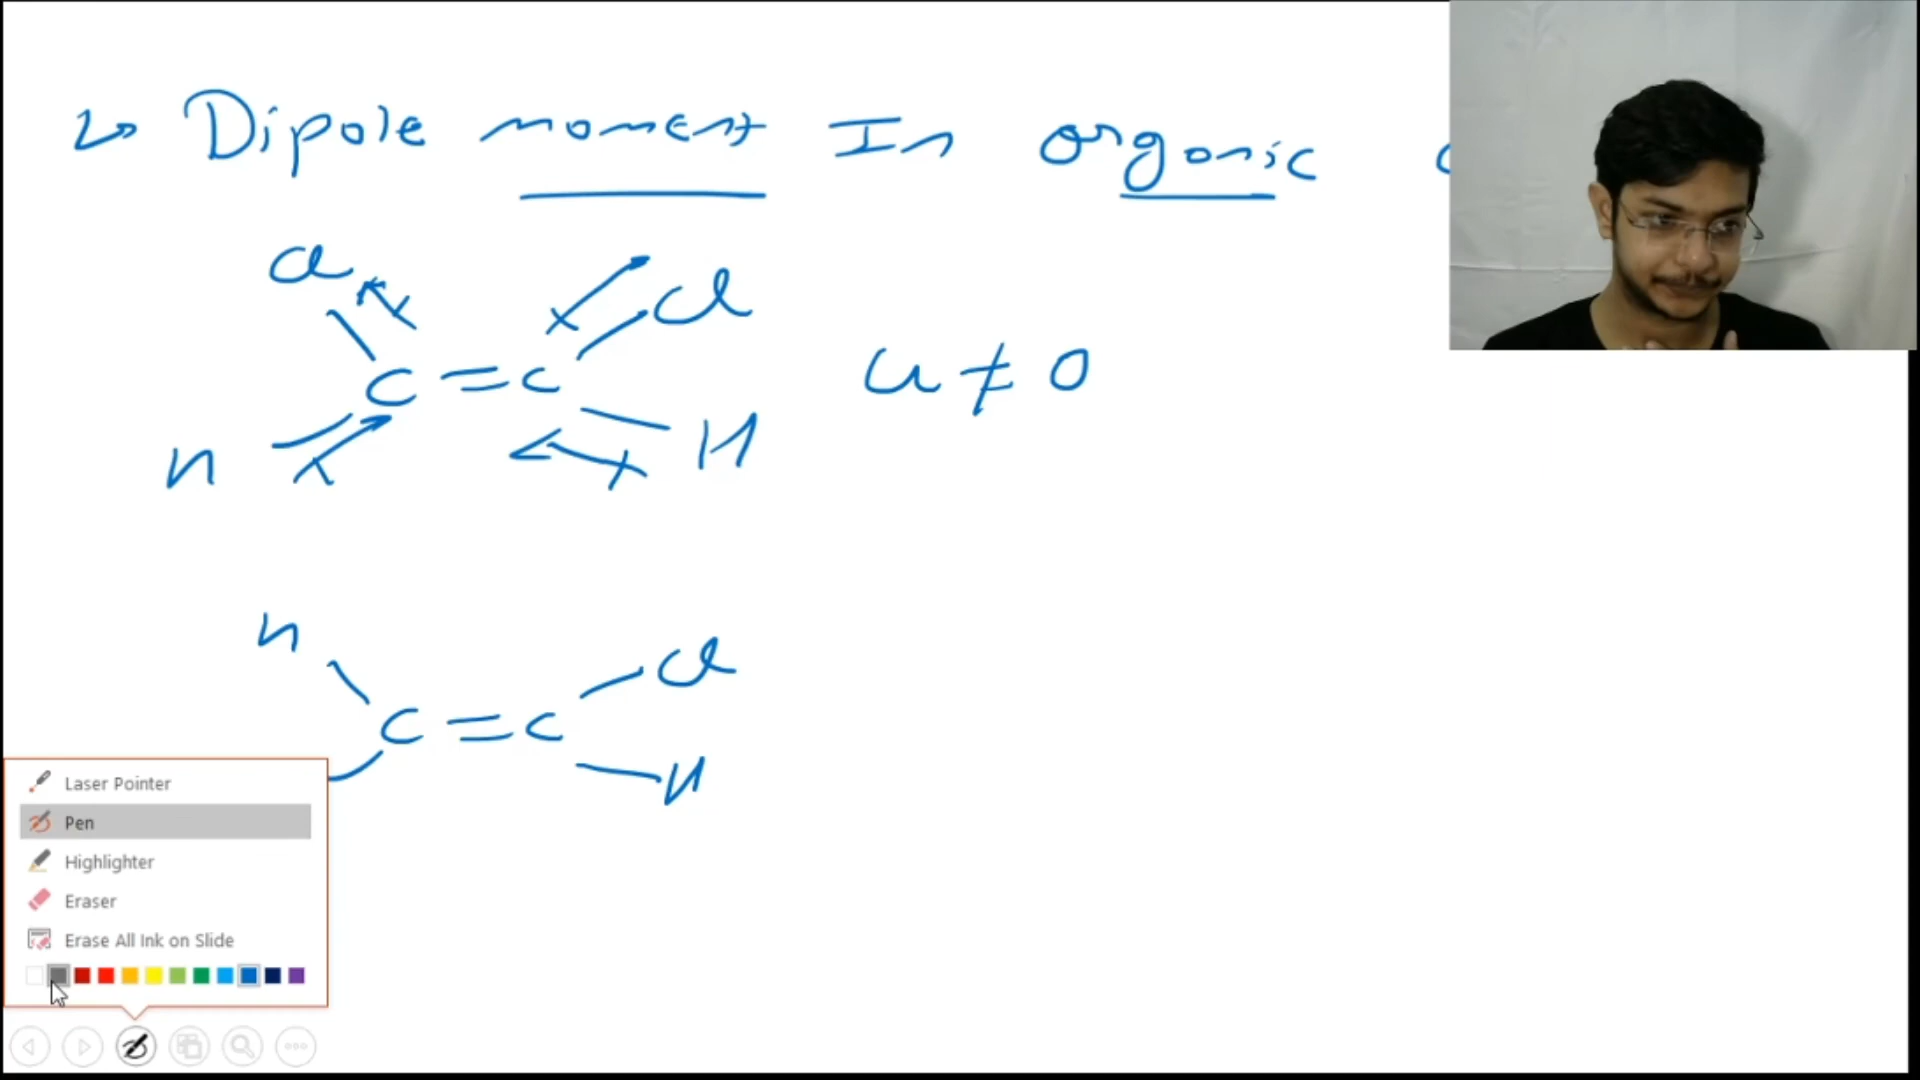 Dipole moment In organic
Cl Cl
C = C μ ≠ 0
H H
H Cl
C = C
H
Laser Pointer
Pen
Highlighter
Eraser
Erase All Ink on Slide